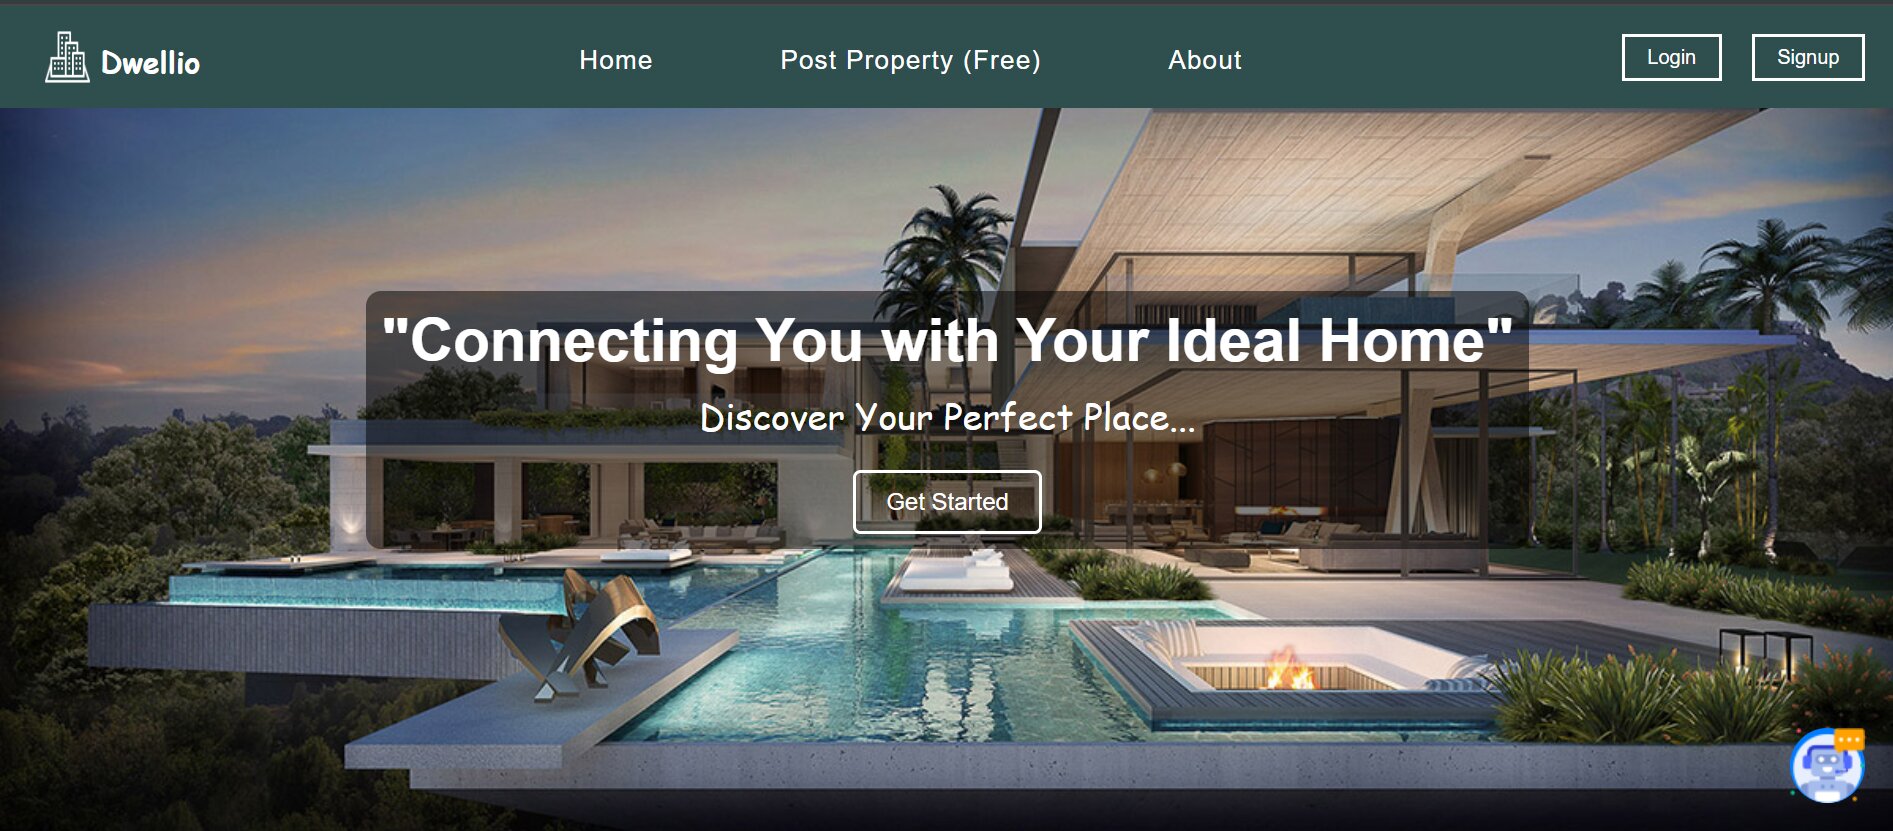 Dwellio
Home
Post Property (Free)
About
Login
Signup
"Connecting You with Your Ideal Home"
Discover Your Perfect Place...
Get Started